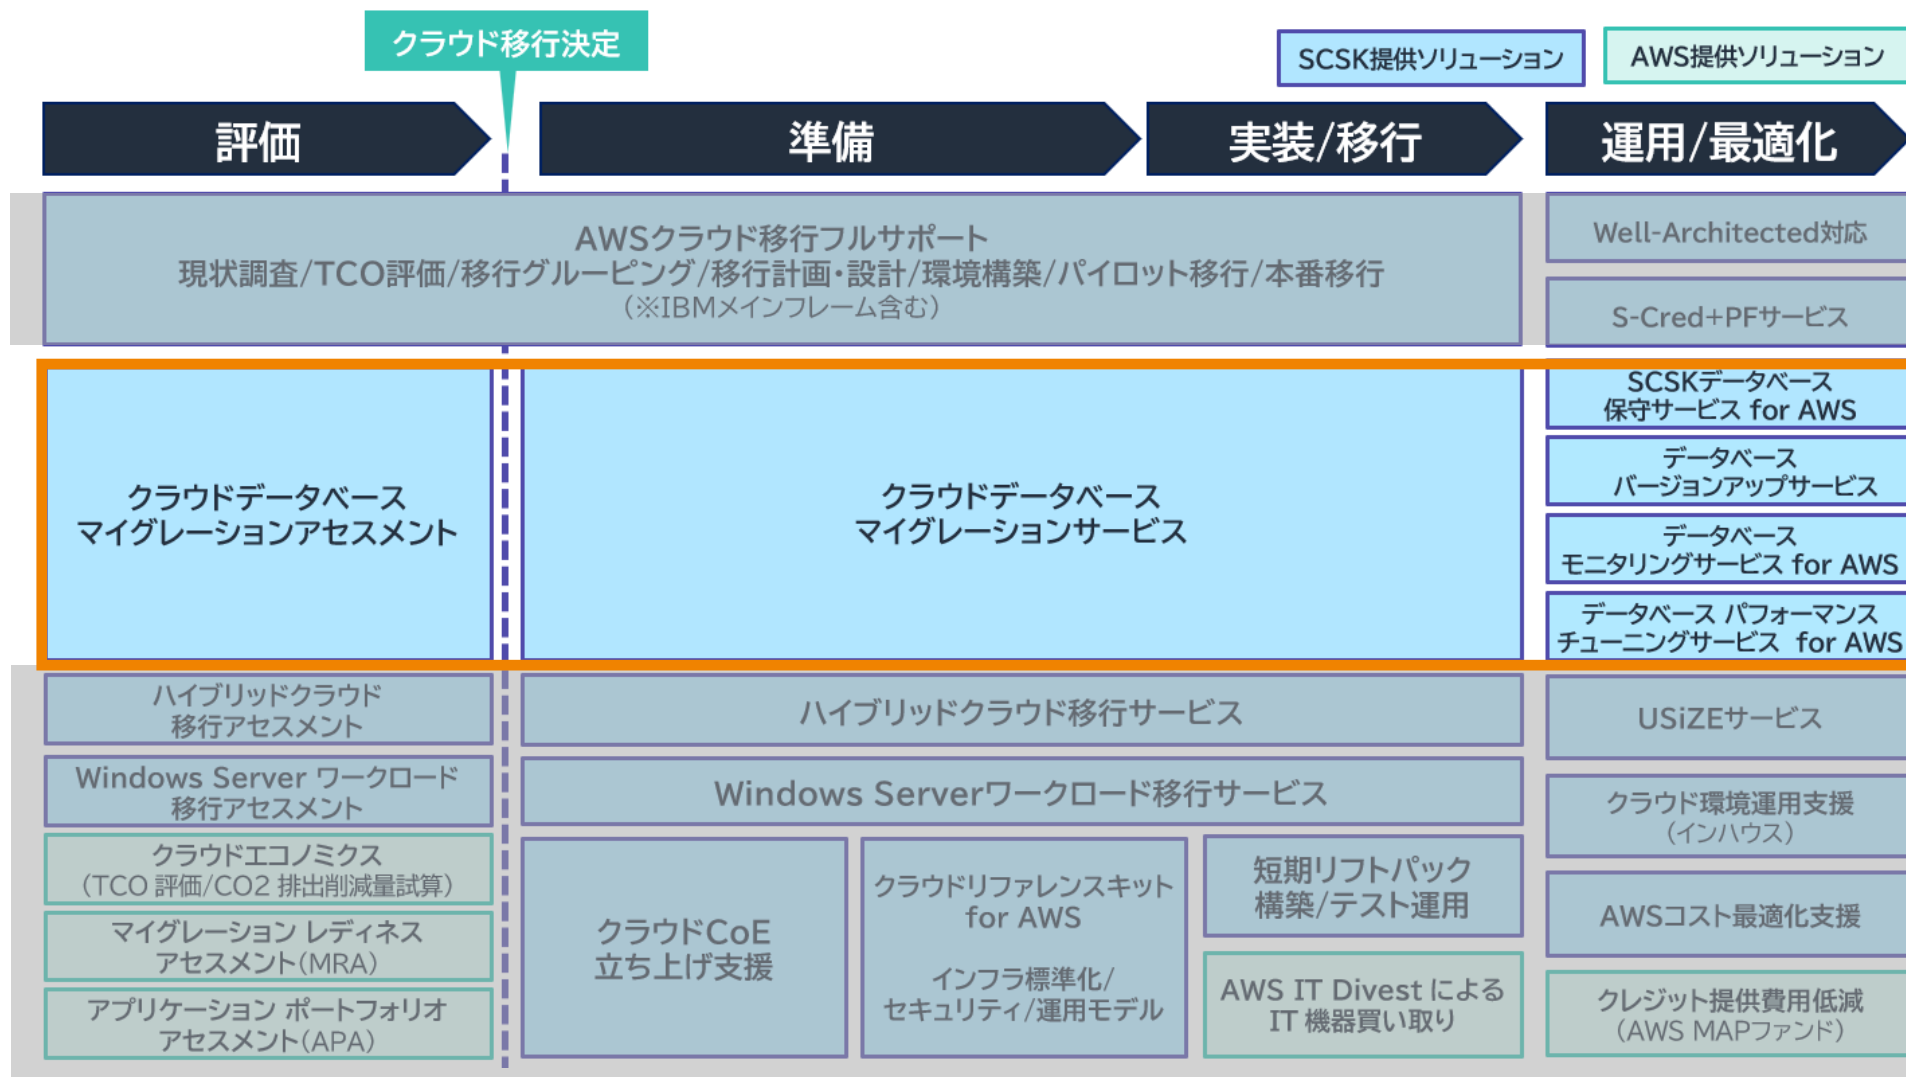 クラウド移行決定
SCSK提供ソリューション
AWS提供ソリューション
評価
準備
実装/移行
運用/最適化
AWSクラウド移行フルサポート
現状調査/TCO評価/移行グルーピング/移行計画・設計/環境構築/パイロット移行/本番移行
（※IBMメインフレーム含む）
Well-Architected対応
S-Cred+PFサービス
クラウドデータベース
マイグレーションアセスメント
クラウドデータベース
マイグレーションサービス
SCSKデータベース
保守サービス for AWS
データベース
バージョンアップサービス
データベース
モニタリングサービス for AWS
データベース パフォーマンス
チューニングサービス for AWS
ハイブリッドクラウド
移行アセスメント
ハイブリッドクラウド移行サービス
USiZEサービス
Windows Server ワークロード
移行アセスメント
Windows Serverワークロード移行サービス
クラウド環境運用支援
（インハウス）
クラウドエコノミクス
（TCO 評価/CO2 排出削減量試算）
マイグレーション レディネス
アセスメント（MRA）
アプリケーション ポートフォリオ
アセスメント（APA）
クラウドCoE
立ち上げ支援
クラウドリファレンスキット
for AWS
インフラ標準化/
セキュリティ/運用モデル
短期リフトパック
構築/テスト運用
AWS IT Divest による
IT 機器買い取り
AWSコスト最適化支援
クレジット提供費用低減
（AWS MAPファンド）